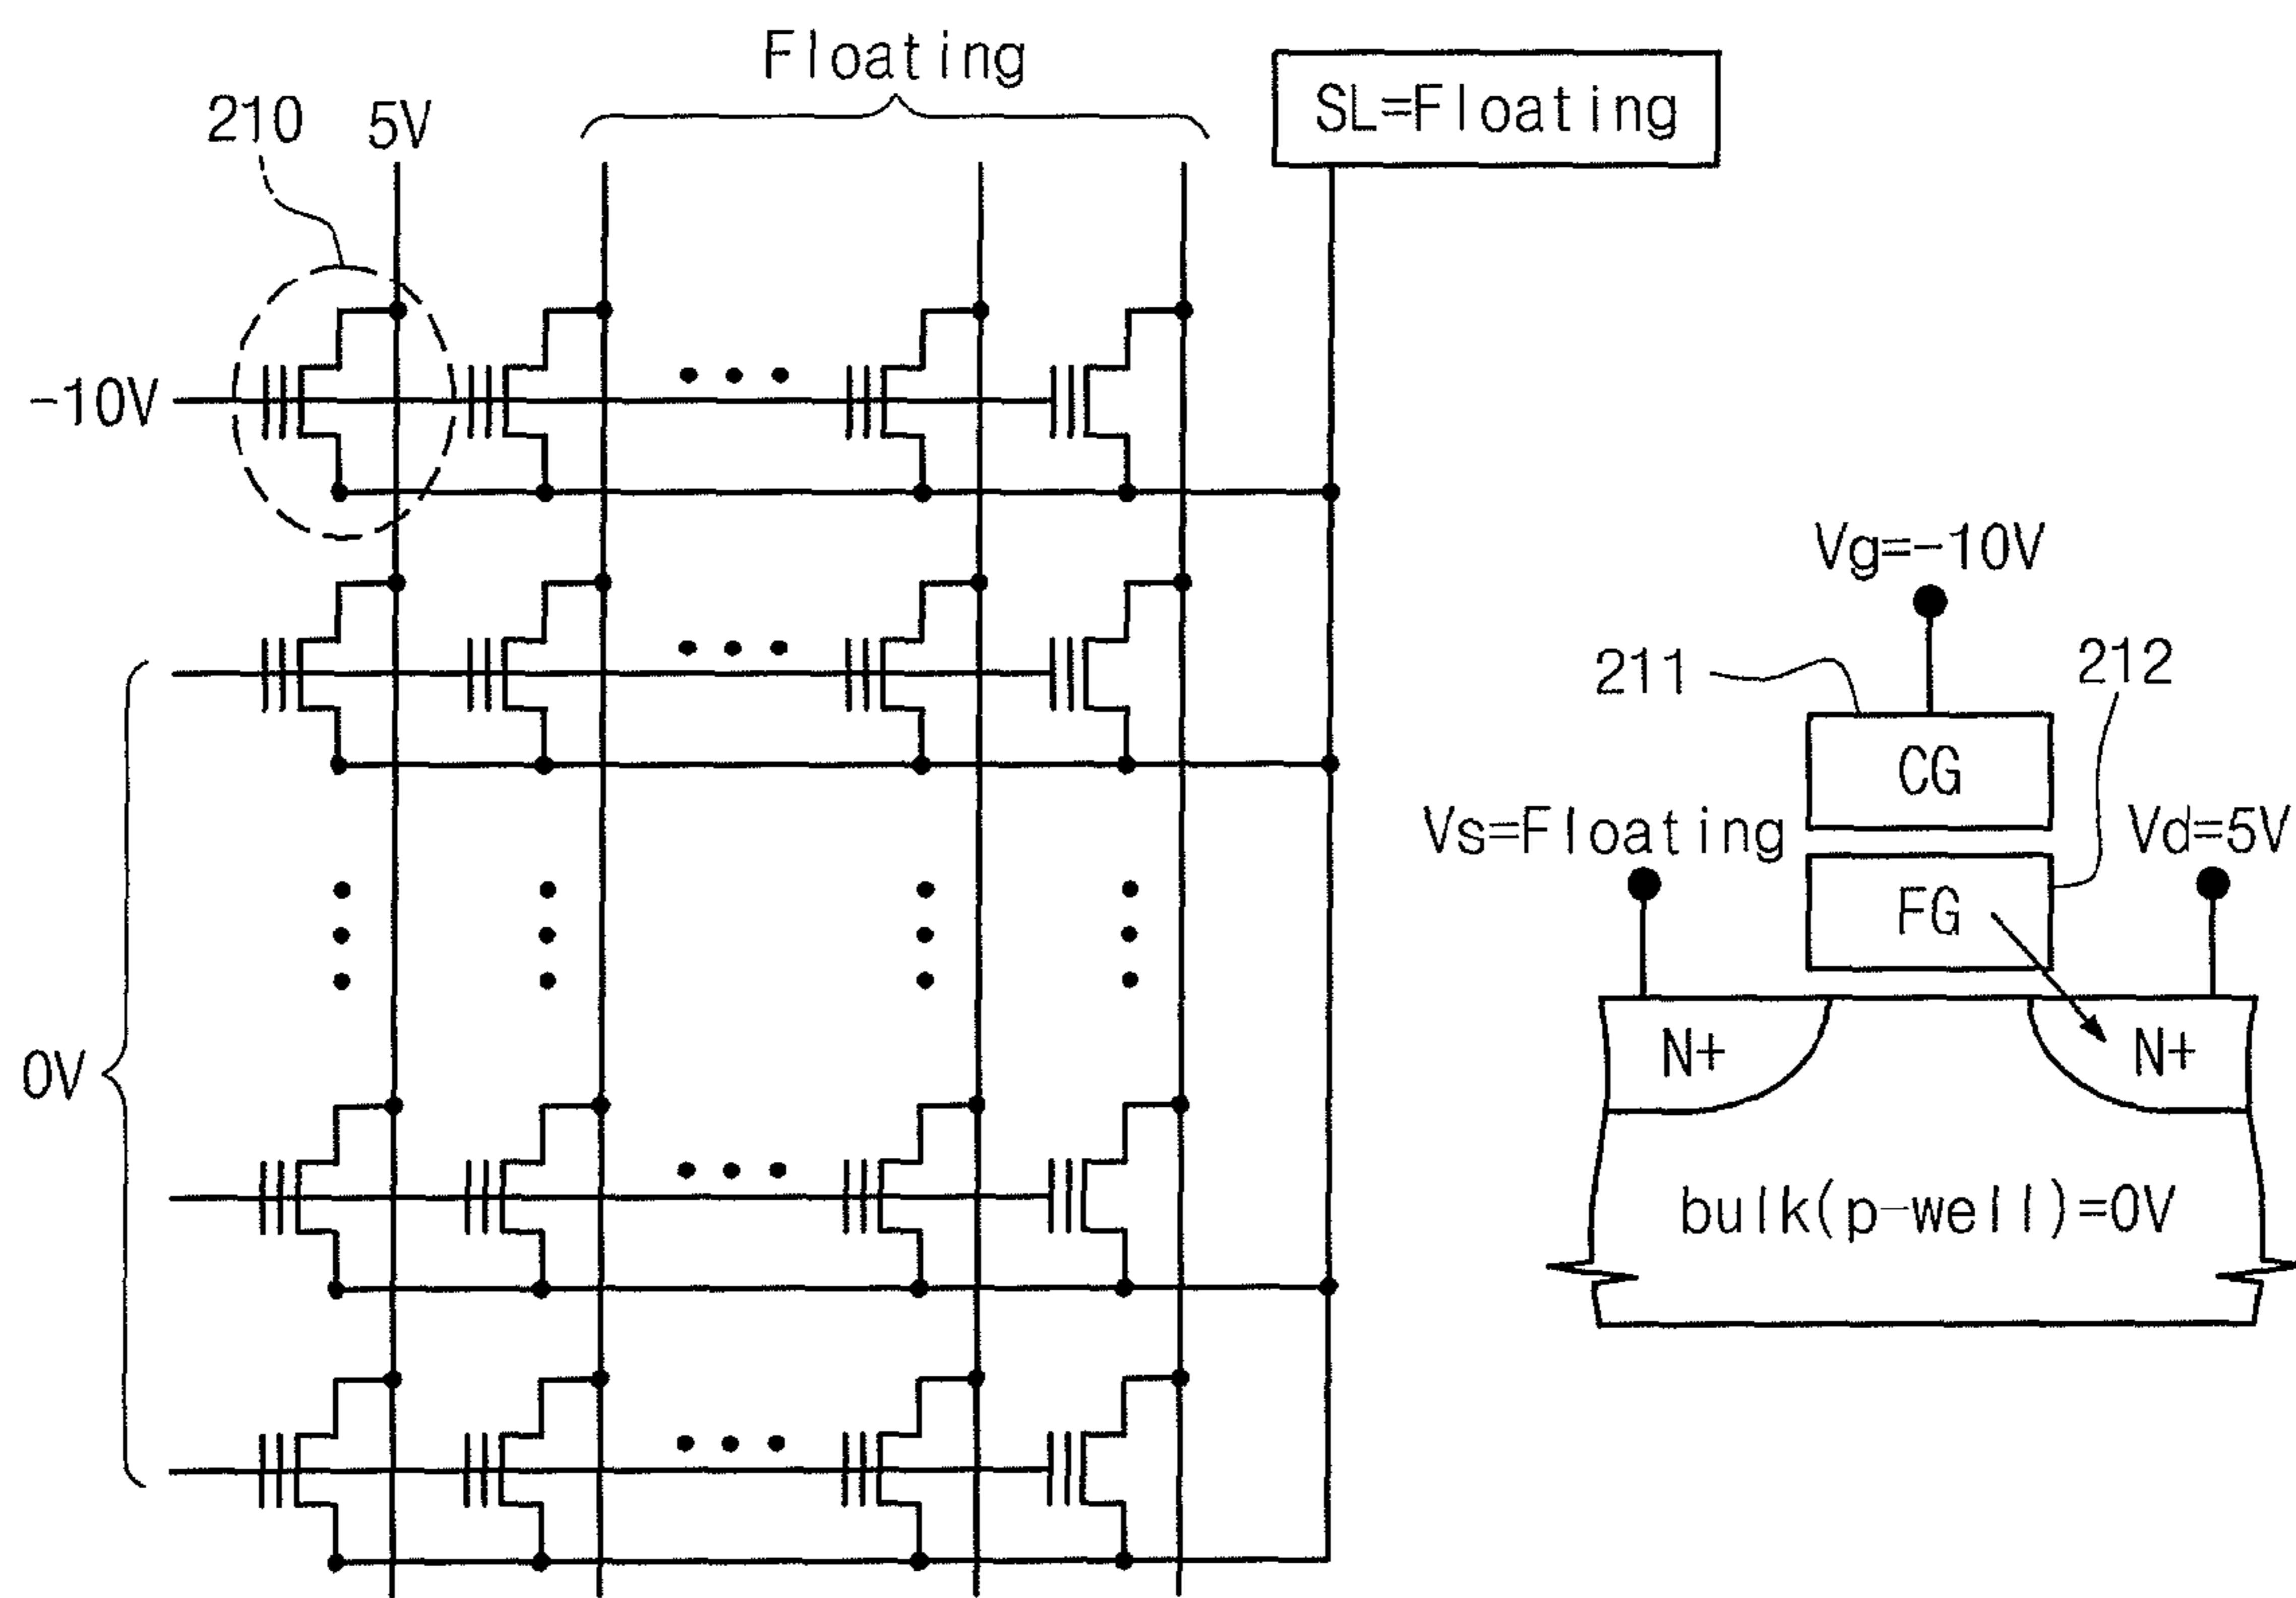 Floating
SL=Floating
210
5V
-10V
Vg=-10V
211
212
CG
Vs=Floating
Vd=5V
FG
N+
N+
0V
bulk(p-well)=0V